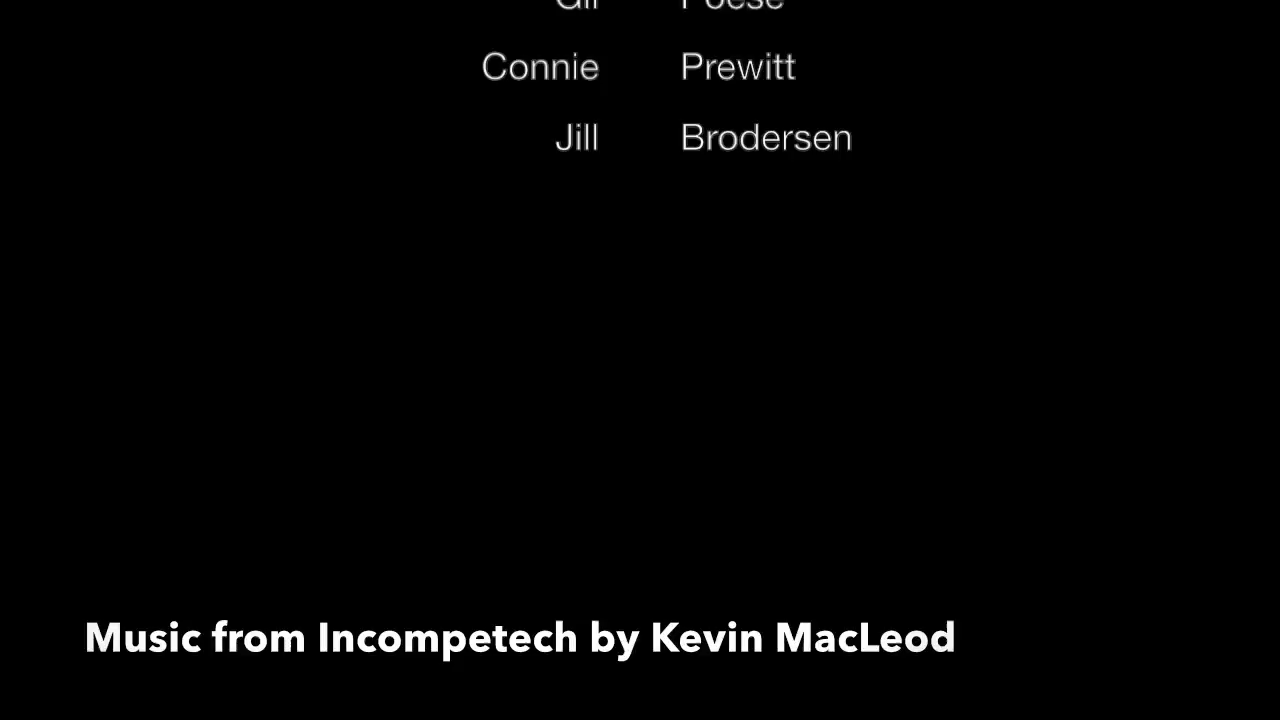 Connie Prewitt
Jill Brodersen
Music from Incompetech by Kevin MacLeod